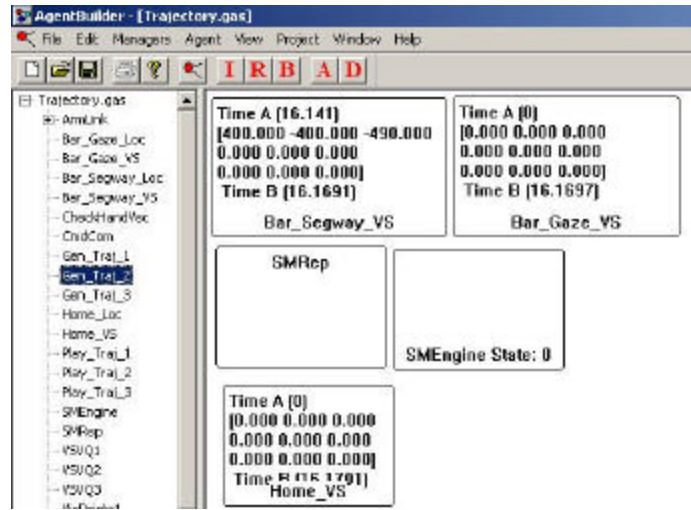 AgentBuilder - [Trajectory.gas]
File Edit Managers Agent View Project Window Help
I R B A D
Trajectory.gas
ArmLink
Bar_Gaze_Loc
Bar_Gaze_VS
Bar_Segway_Loc
Bar_Segway_VS
CheckHandVec
CmdCom
Gen_Traj_1
Gen_Traj_2
Gen_Traj_3
Home_Loc
Home_VS
Play_Traj_1
Play_Traj_2
Play_Traj_3
SMEngine
SMRep
VSUQ1
VSUQ2
VSUQ3
Time A [16.141]
[400.000 -400.000 -490.000
0.000 0.000 0.000
0.000 0.000 0.000]
Time B [16.1691]
Bar_Segway_VS
Time A [0]
[0.000 0.000 0.000
0.000 0.000 0.000
0.000 0.000 0.000]
Time B [16.1697]
Bar_Gaze_VS
SMRep
SMEngine State: 0
Time A [0]
[0.000 0.000 0.000
0.000 0.000 0.000
0.000 0.000 0.000]
Time B [16.1701]
Home_VS